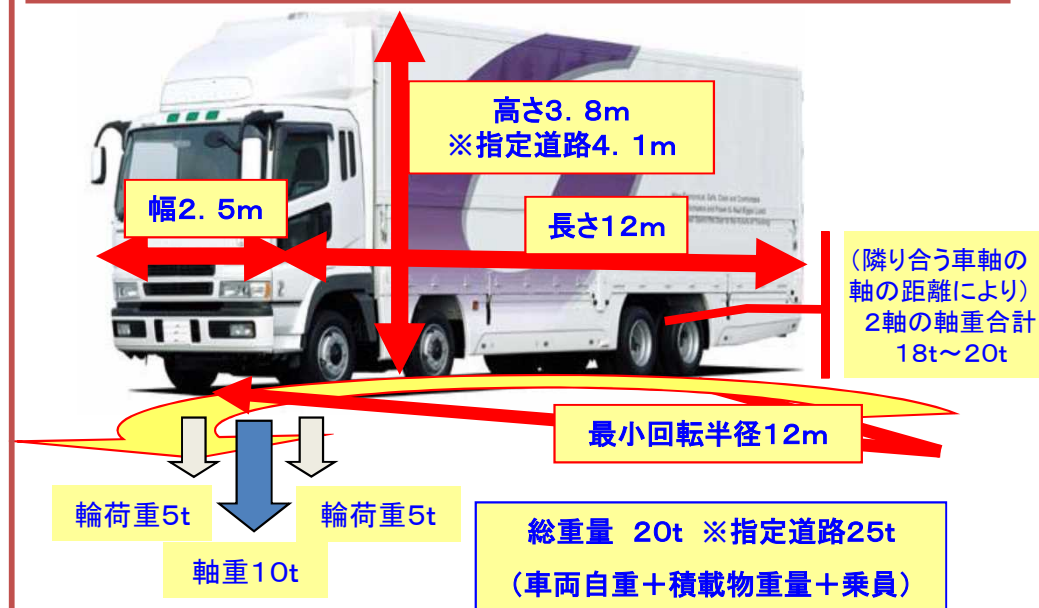 高さ3．8m
※指定道路4．1m
幅2．5m
長さ12m
（隣り合う車軸の
軸の距離により）
2軸の軸重合計
18t～20t
最小回転半径12m
輪荷重5t
輪荷重5t
軸重10t
総重量　20t　※指定道路25t
（車両自重＋積載物重量＋乗員）